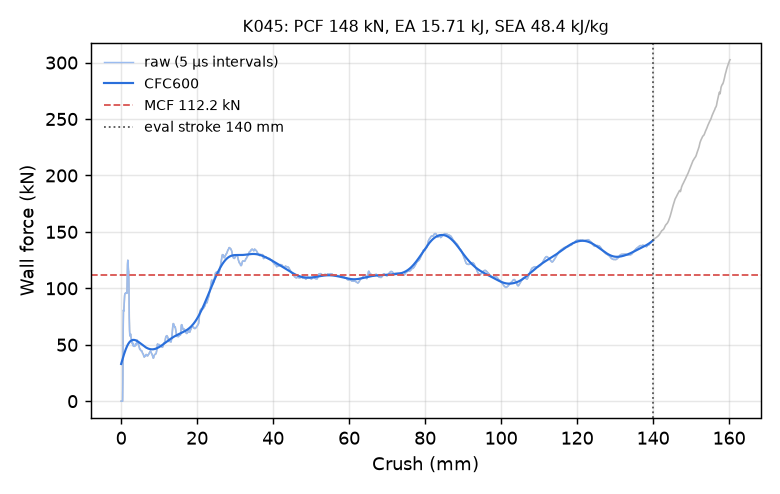 K045: PCF 148 kN, EA 15.71 kJ, SEA 48.4 kJ/kg
raw (5 µs intervals)
CFC600
MCF 112.2 kN
eval stroke 140 mm
Wall force (kN)
300
250
200
150
100
50
0
0 20 40 60 80 100 120 140 160
Crush (mm)